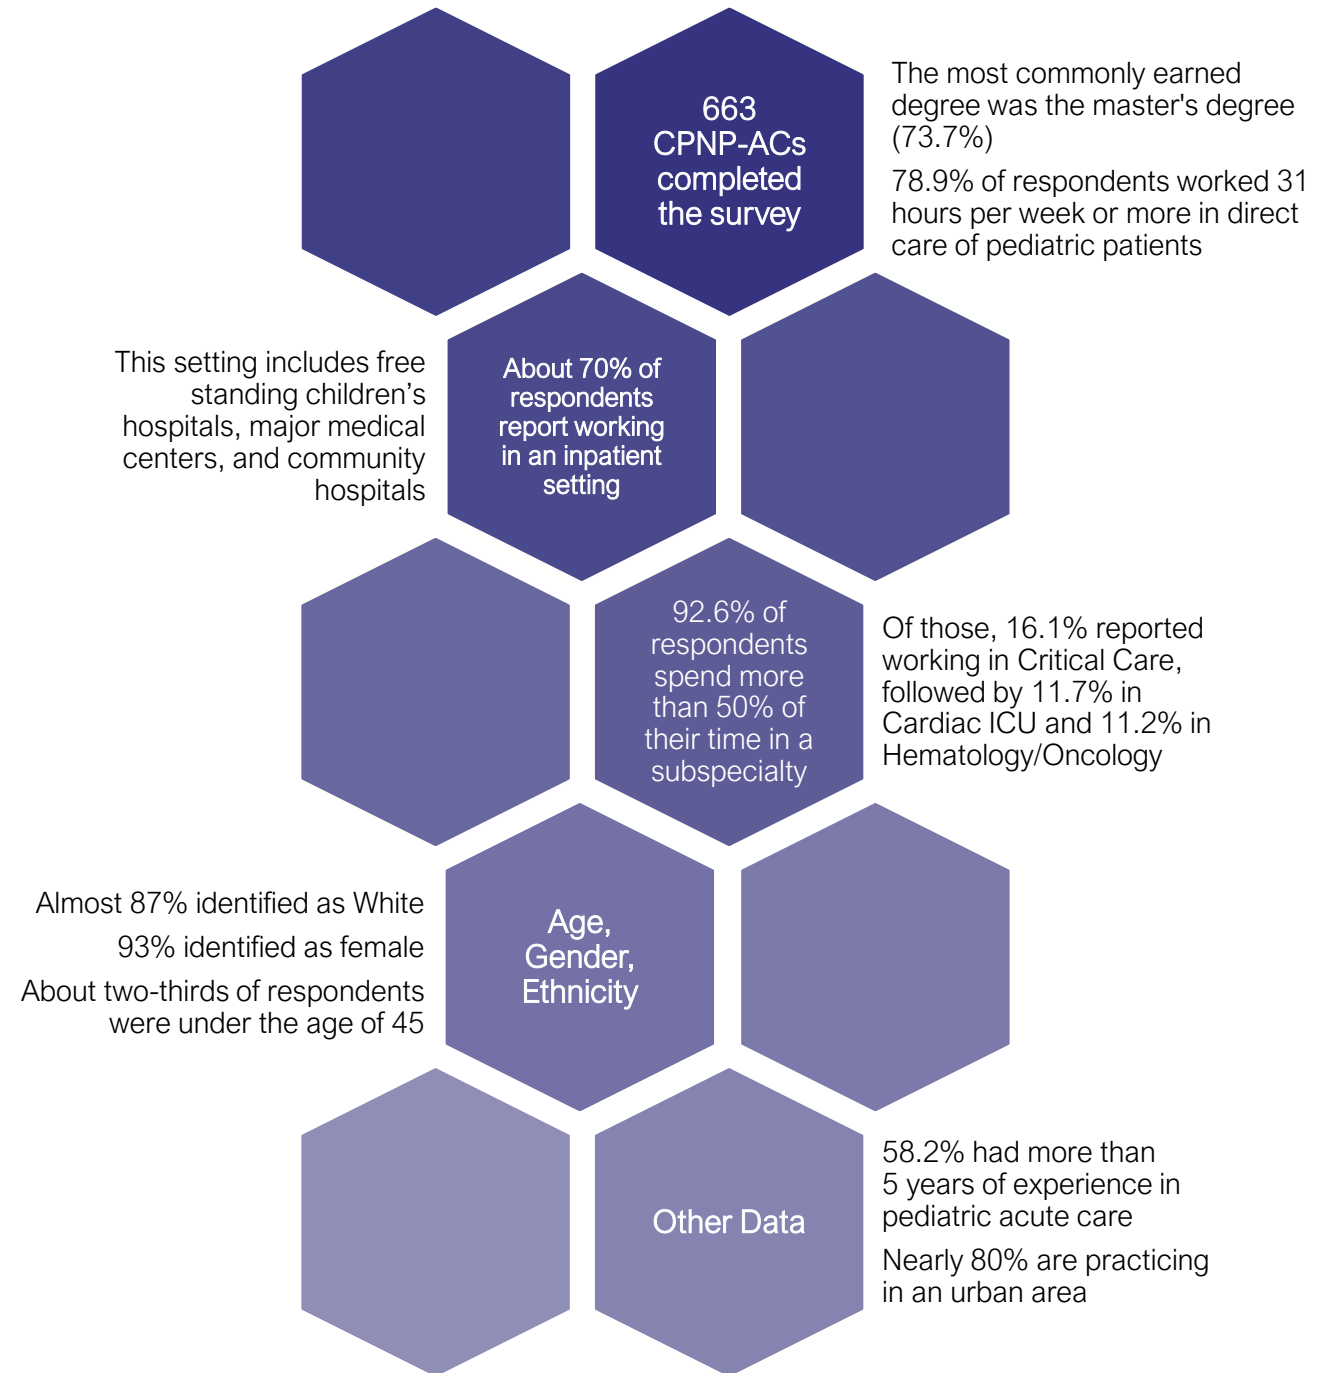 663
CPNP-ACs
completed
the survey
The most commonly earned
degree was the master's degree
(73.7%)
78.9% of respondents worked 31
hours per week or more in direct
care of pediatric patients
This setting includes free
standing children’s
hospitals, major medical
centers, and community
hospitals
About 70% of
respondents
report working
in an inpatient
setting
92.6% of
respondents
spend more
than 50% of
their time in a
subspecialty
Of those, 16.1% reported
working in Critical Care,
followed by 11.7% in
Cardiac ICU and 11.2% in
Hematology/Oncology
Almost 87% identified as White
93% identified as female
About two-thirds of respondents
were under the age of 45
Age,
Gender,
Ethnicity
Other Data
58.2% had more than
5 years of experience in
pediatric acute care
Nearly 80% are practicing
in an urban area